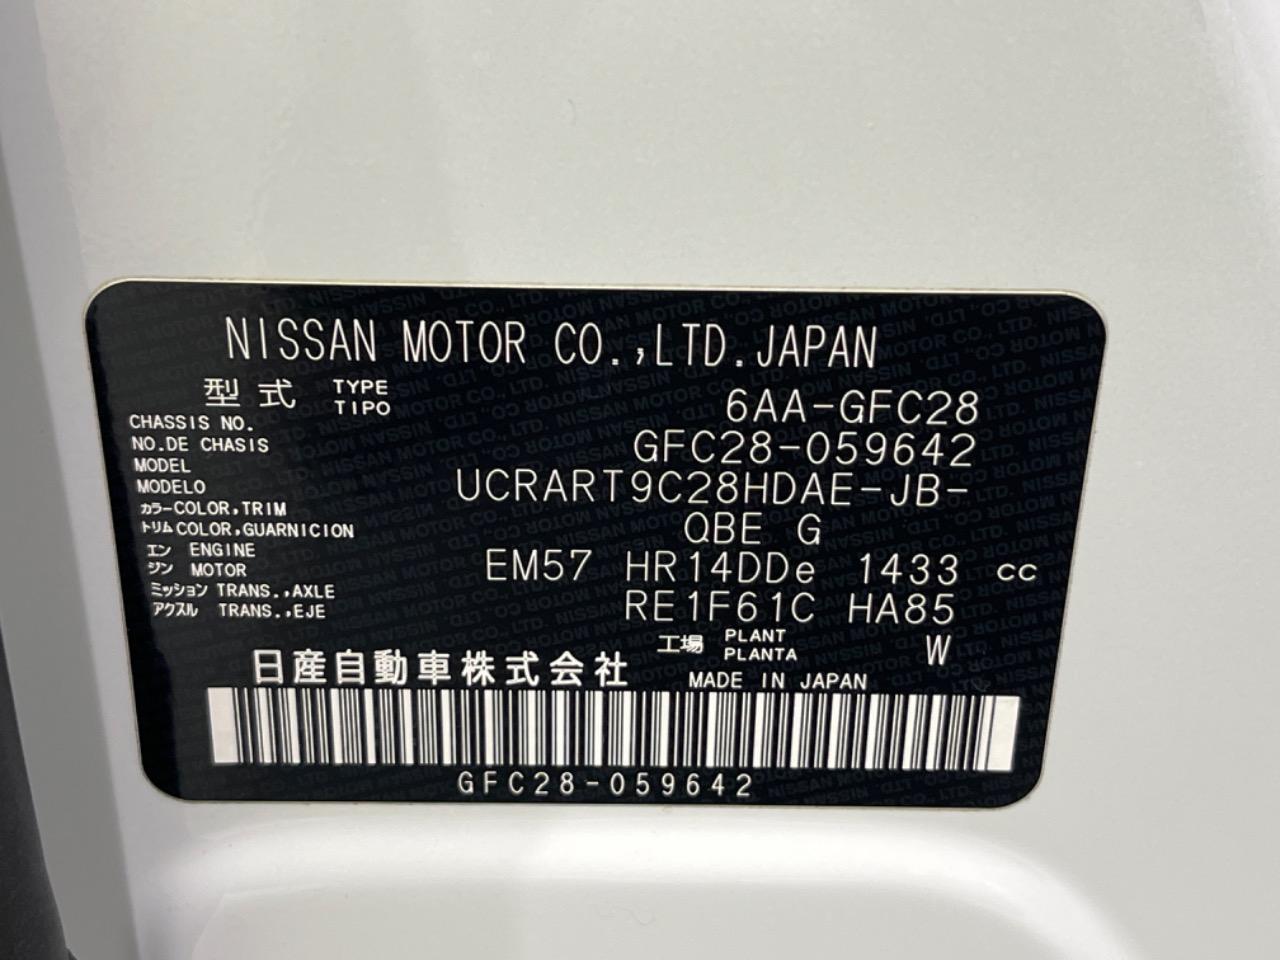 NISSAN MOTOR CO.,LTD.JAPAN
型式 TYPE TIPO 6AA-GFC28
CHASSIS NO.
NO.DE CHASIS GFC28-059642
MODEL
MODELO UCRART9C28HDAE-JB-
カラー COLOR,TRIM
トリム COLOR,GUARNICION QBE G
エン ENGINE
ジン MOTOR EM57 HR14DDe 1433 cc
ミッション TRANS.,AXLE
アクスル TRANS.,EJE RE1F61C HA85
工場 PLANT PLANTA W
日産自動車株式会社 MADE IN JAPAN
GFC28-059642